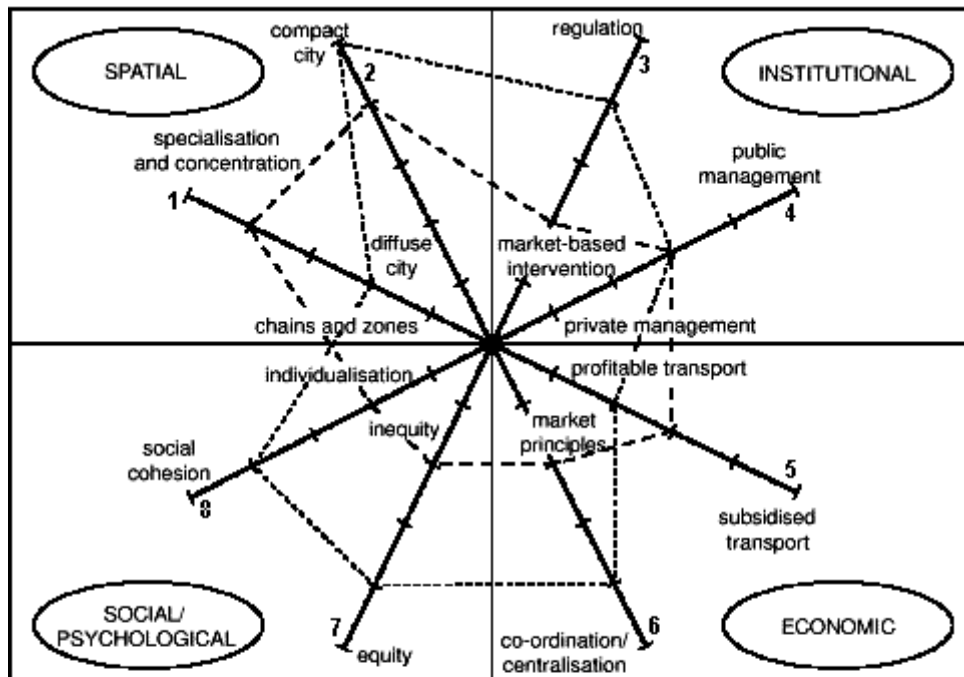 compact
city
2
regulation
3
SPATIAL
INSTITUTIONAL
specialisation
and concentration
1
public
management
4
diffuse
city
market-based
intervention
chains and zones
private management
individualisation
profitable transport
inequity
market
principles
social
cohesion
8
5
subsidised
transport
SOCIAL/
PSYCHOLOGICAL
7
equity
6
co-ordination/
centralisation
ECONOMIC